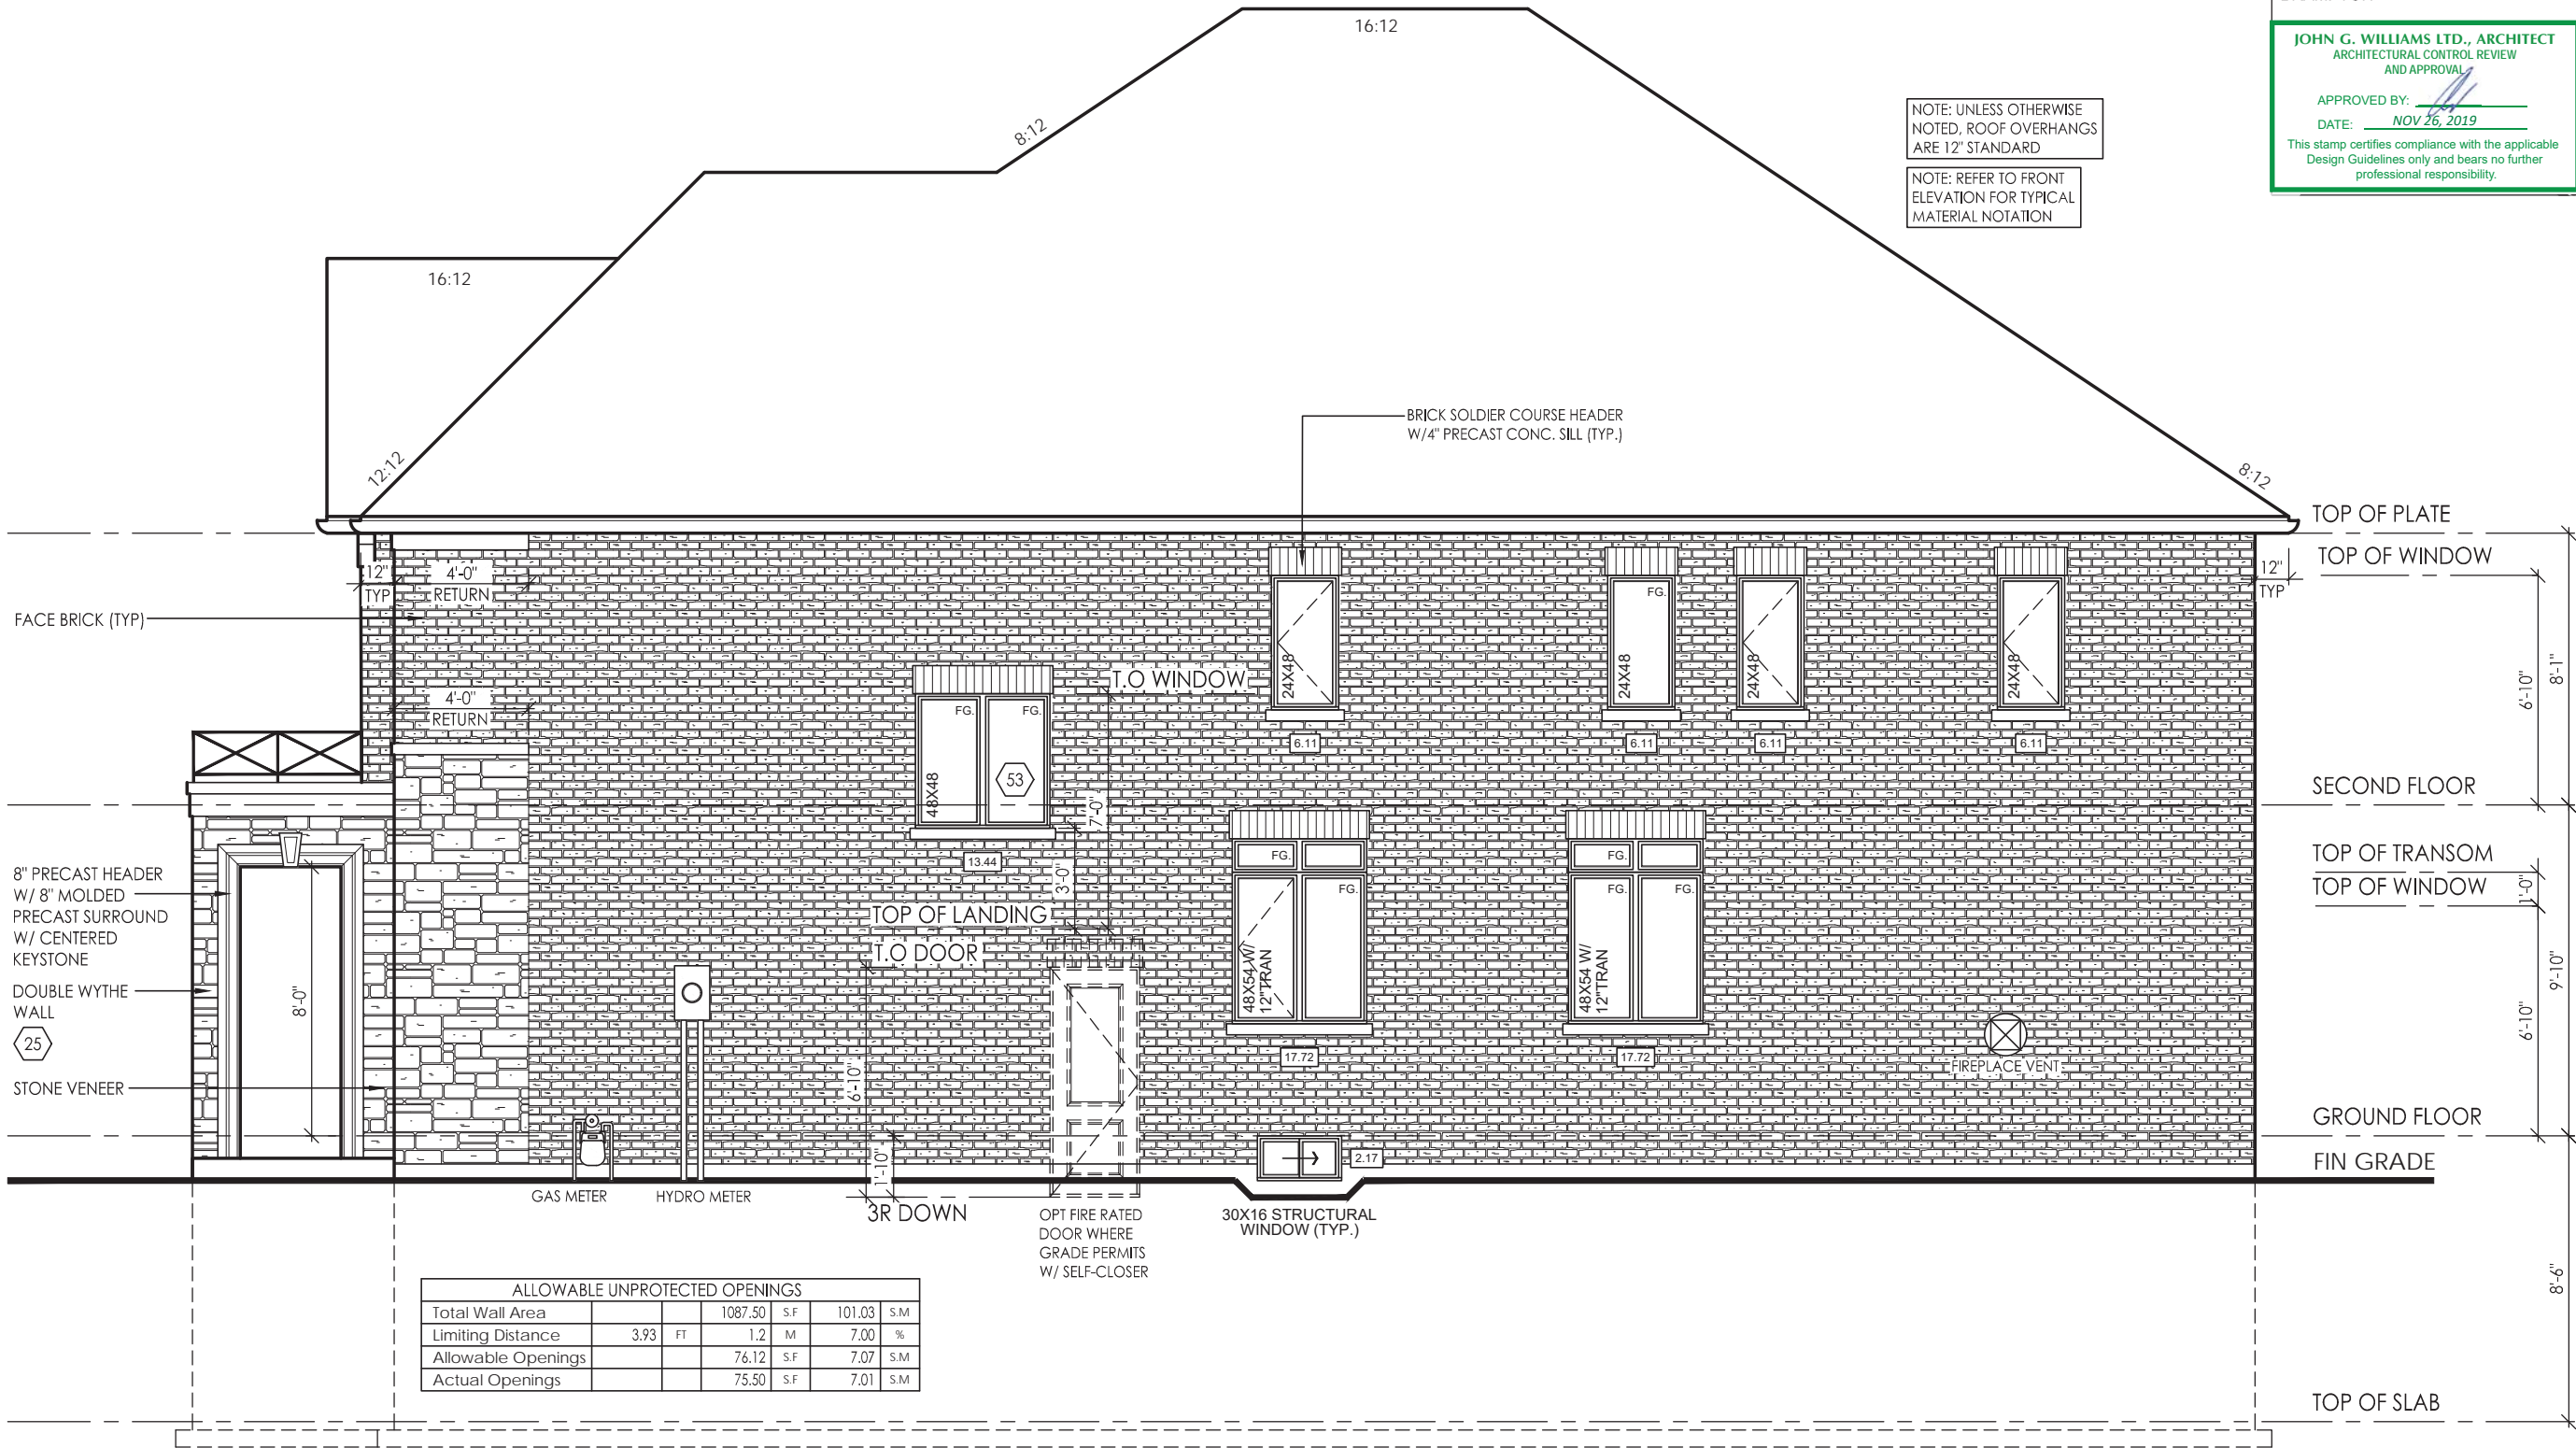 16:12
8:12
16:12
12:12
8:12
JOHN G. WILLIAMS LTD., ARCHITECT
ARCHITECTURAL CONTROL REVIEW
AND APPROVAL
APPROVED BY:
DATE: NOV 26, 2019
This stamp certifies compliance with the applicable
Design Guidelines only and bears no further
professional responsibility.
NOTE: UNLESS OTHERWISE
NOTED, ROOF OVERHANGS
ARE 12" STANDARD
NOTE: REFER TO FRONT
ELEVATION FOR TYPICAL
MATERIAL NOTATION
BRICK SOLDIER COURSE HEADER
W/4" PRECAST CONC. SILL (TYP.)
TOP OF PLATE
TOP OF WINDOW
12"
TYP
4'-0"
RETURN
12"
TYP
FACE BRICK (TYP)
4'-0"
RETURN
T.O WINDOW
24X48
FG.
24X48
24X48
24X48
6'-10"
8'-1"
6.11
6.11
6.11
6.11
FG.
FG.
48X48
53
7'-0"
13.44
3'-0"
SECOND FLOOR
TOP OF TRANSOM
TOP OF WINDOW
1'-0"
9'-10"
6'-10"
8" PRECAST HEADER
W/ 8" MOLDED
PRECAST SURROUND
W/ CENTERED
KEYSTONE
DOUBLE WYTHE
WALL
25
STONE VENEER
8'-0"
TOP OF LANDING
T.O DOOR
6'-10"
1'-10"
FG.
FG.
48X54 W/
12"TRAN
17.72
FG.
FG.
FG.
48X54 W/
12"TRAN
17.72
FIREPLACE VENT
GROUND FLOOR
FIN GRADE
2.17
GAS METER
HYDRO METER
3R DOWN
OPT FIRE RATED
DOOR WHERE
GRADE PERMITS
W/ SELF-CLOSER
30X16 STRUCTURAL
WINDOW (TYP.)
8'-6"
ALLOWABLE UNPROTECTED OPENINGS
Total Wall Area 1087.50 S.F 101.03 S.M
Limiting Distance 3.93 FT 1.2 M 7.00 %
Allowable Openings 76.12 S.F 7.07 S.M
Actual Openings 75.50 S.F 7.01 S.M
TOP OF SLAB